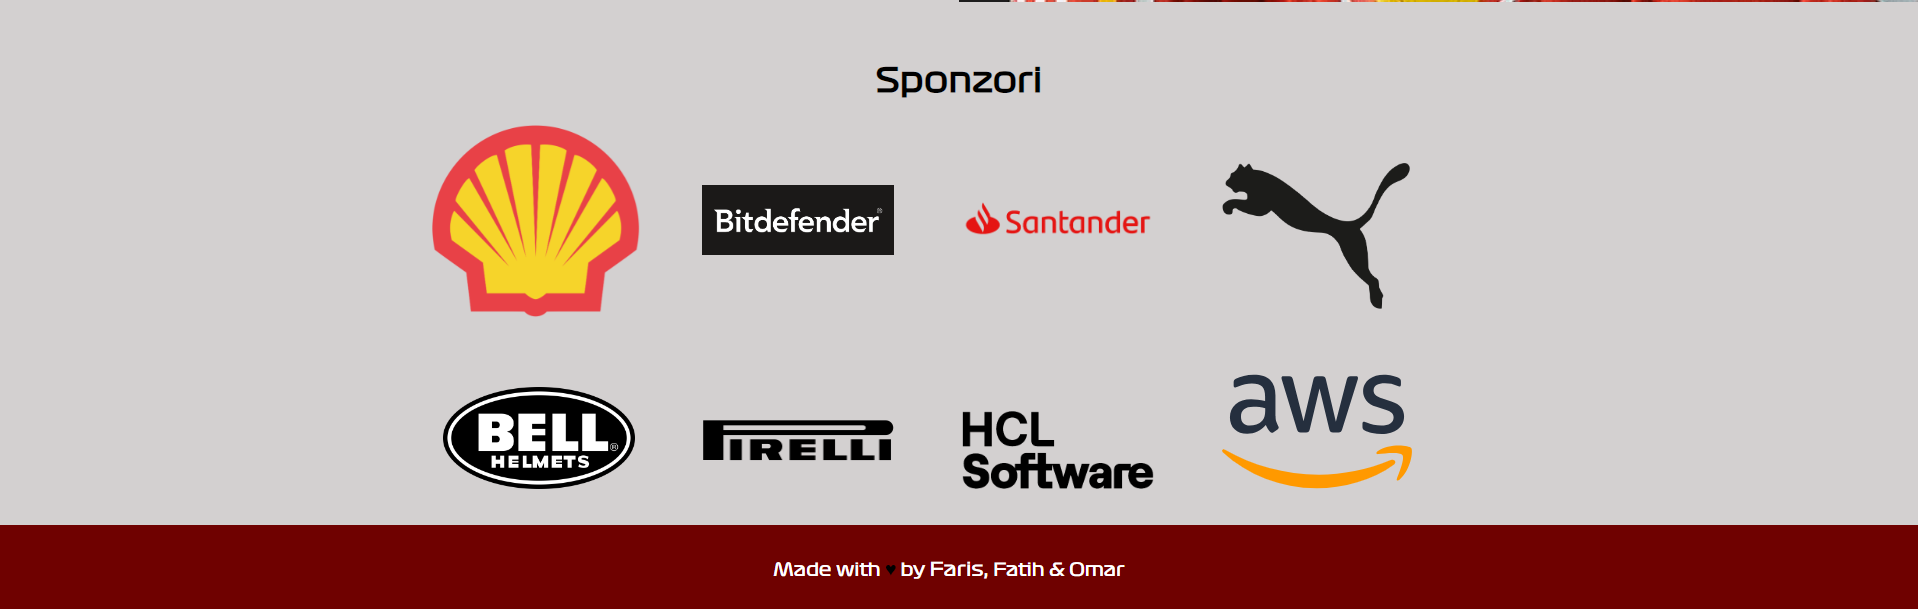 Sponzori
Bitdefender®
Santander
BELL®
HELMETS
PIRELLI
HCL
Software
aws
Made with ♥ by Faris, Fatih & Omar